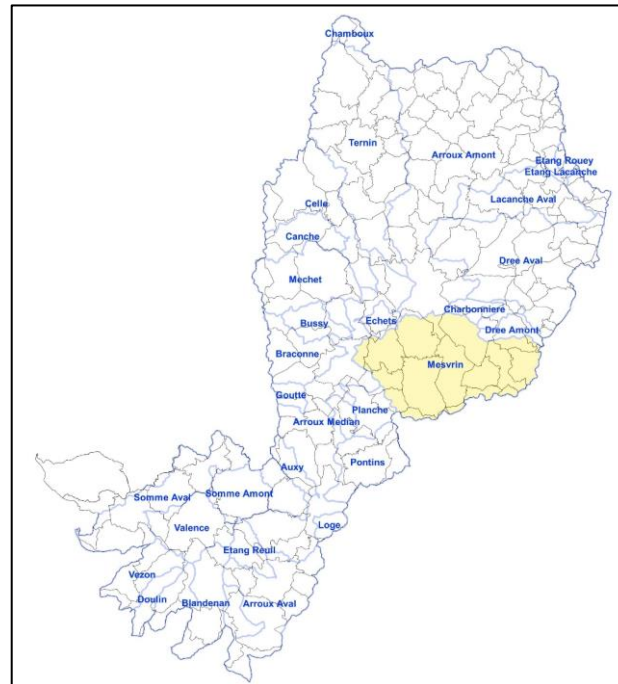 Chamboux
Ternin
Arroux Amont
Etang Rouey
Etang Lacanche
Lacanche Aval
Celle
Canche
Dree Aval
Mechet
Charbonniere
Echets
Bussy
Dree Amont
Braconne
Mesvrin
Goutte
Planche
Arroux Median
Auxy
Pontins
Somme Aval
Somme Amont
Valence
Loge
Etang Reull
Vezon
Doulin
Blandenan
Arroux Aval